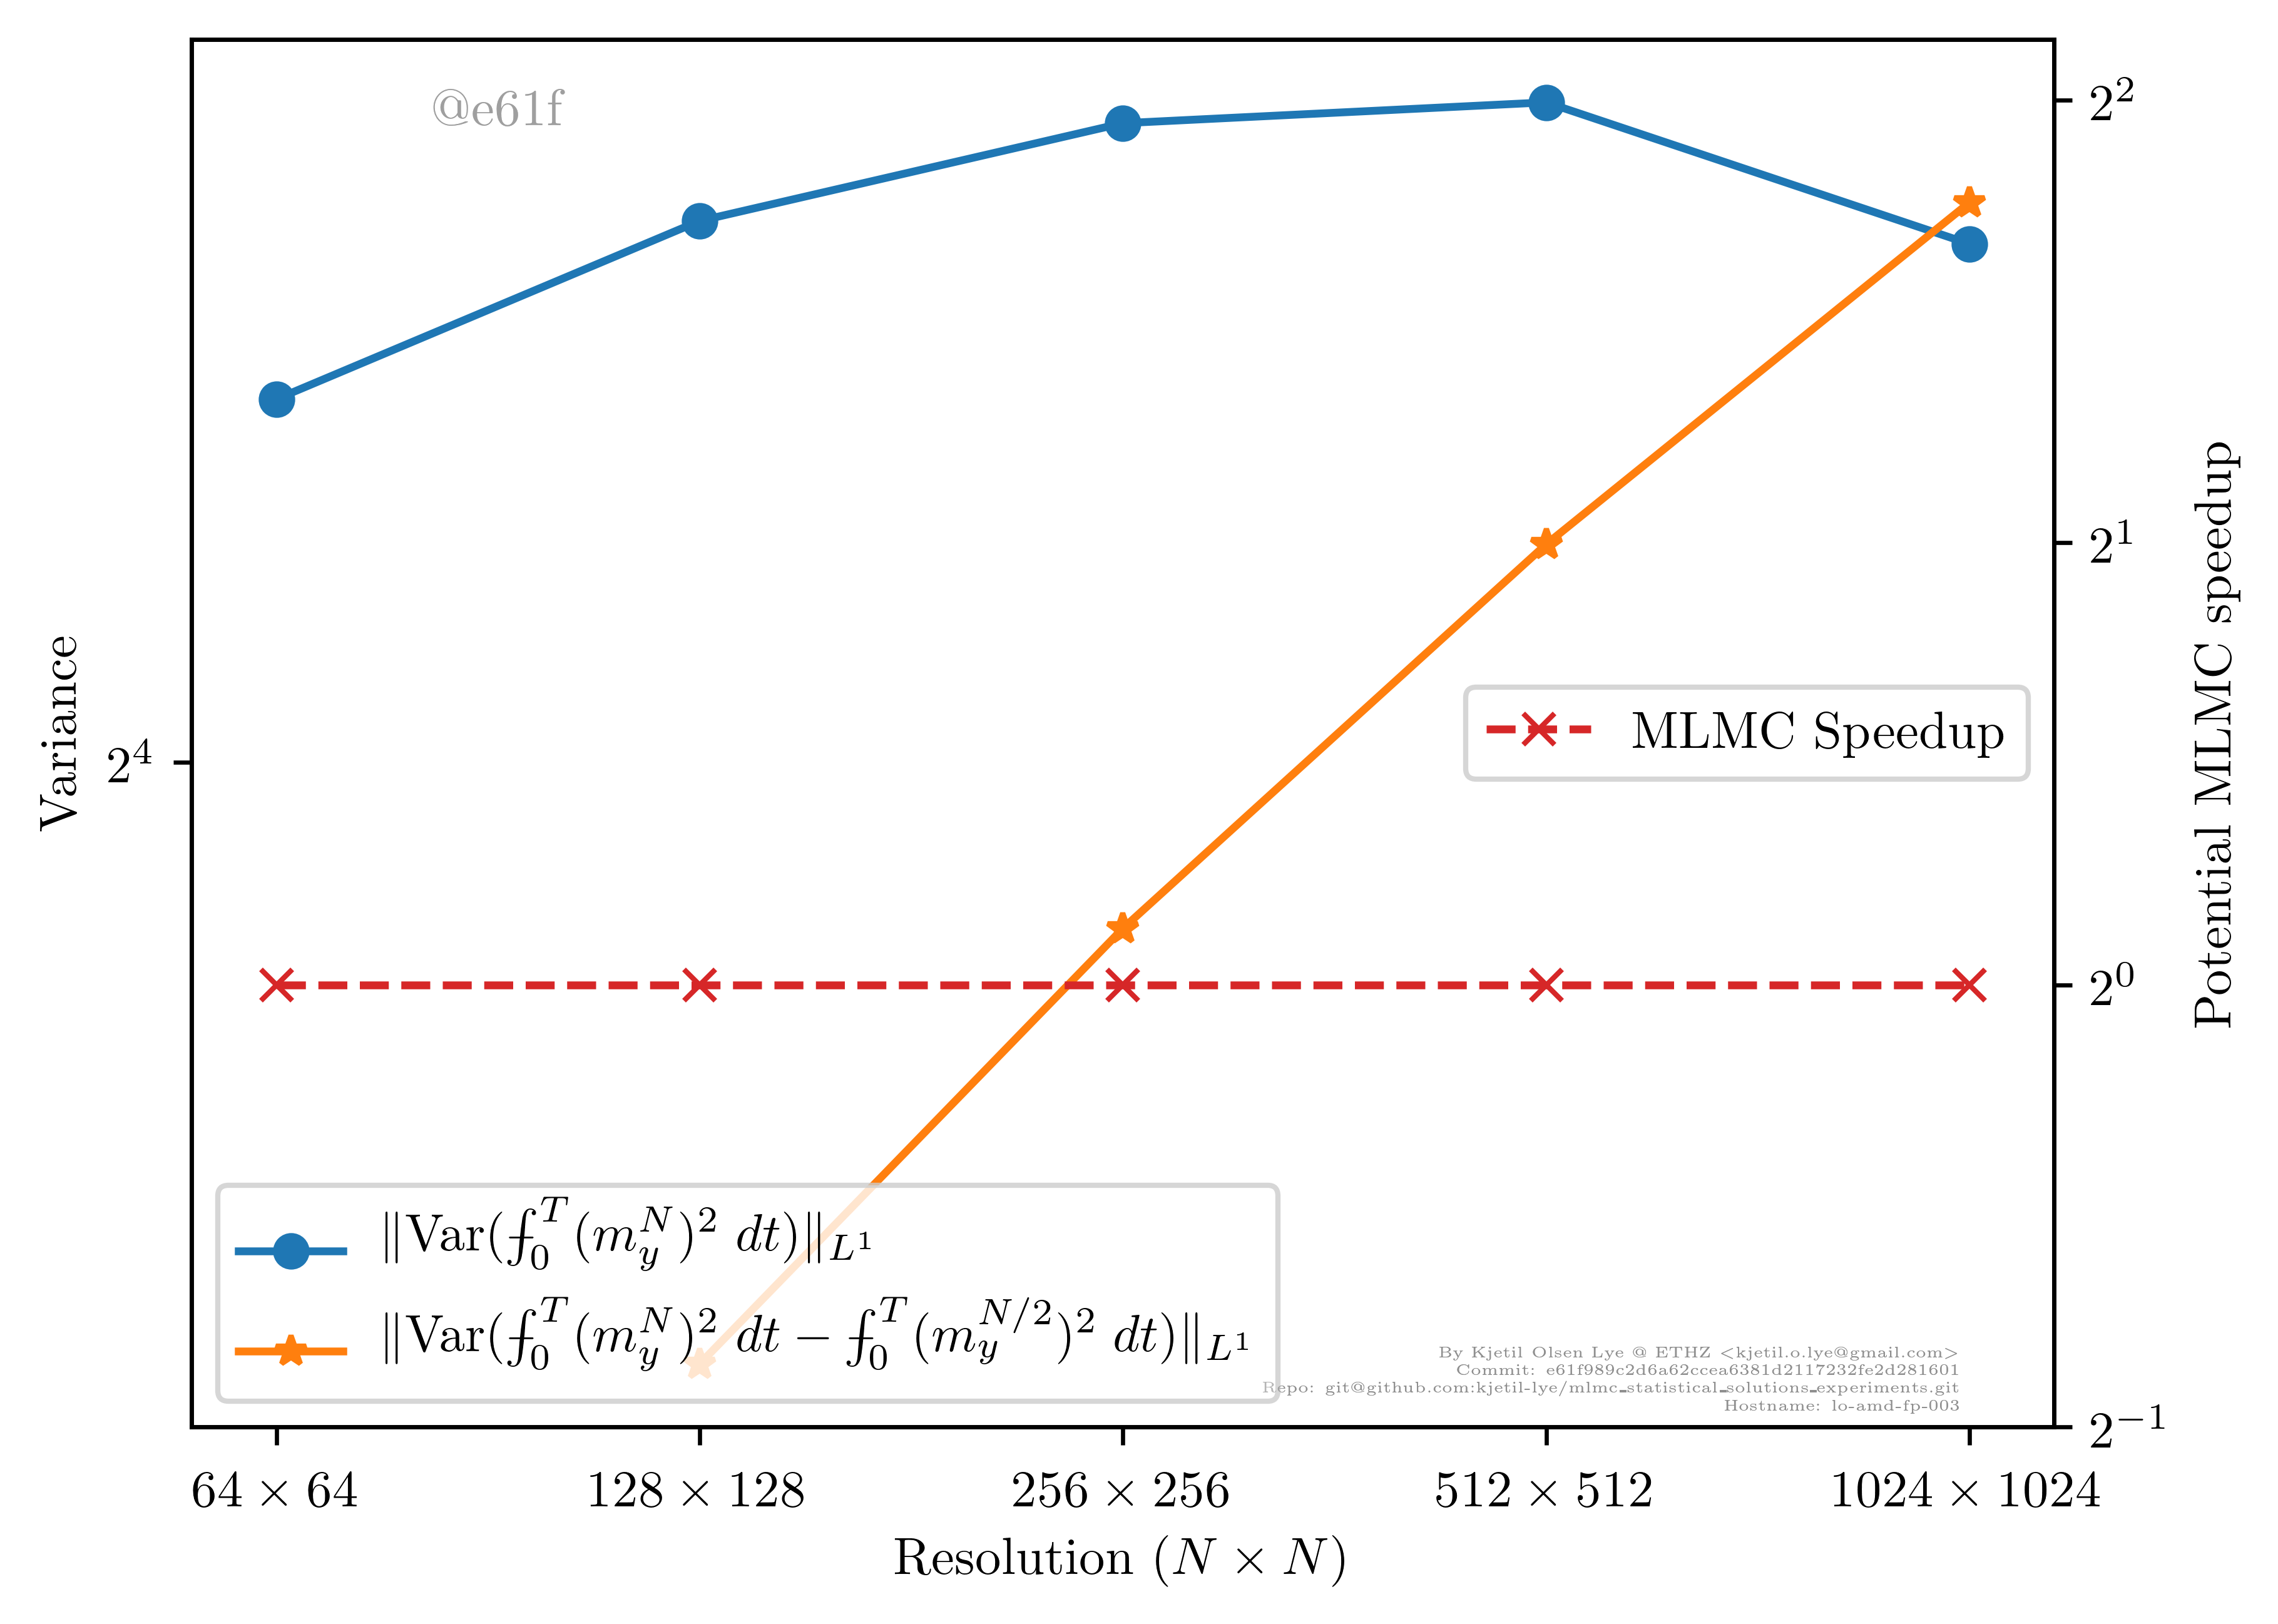 @e61f
Variance
2^4
2^2
2^1
2^0
2^{-1}
Potential MLMC speedup
MLMC Speedup
‖Var(⨍_0^T (m_y^N)^2 dt)‖_{L^1}
‖Var(⨍_0^T (m_y^N)^2 dt − ⨍_0^T (m_y^{N/2})^2 dt)‖_{L^1}
By Kjetil Olsen Lye @ ETHZ <kjetil.o.lye@gmail.com>
Commit: e61f989c2d6a62ccea6381d2117232fe2d281601
Repo: git@github.com:kjetil-lye/mlmc_statistical_solutions_experiments.git
Hostname: lo-amd-fp-003
64 × 64 128 × 128 256 × 256 512 × 512 1024 × 1024
Resolution (N × N)